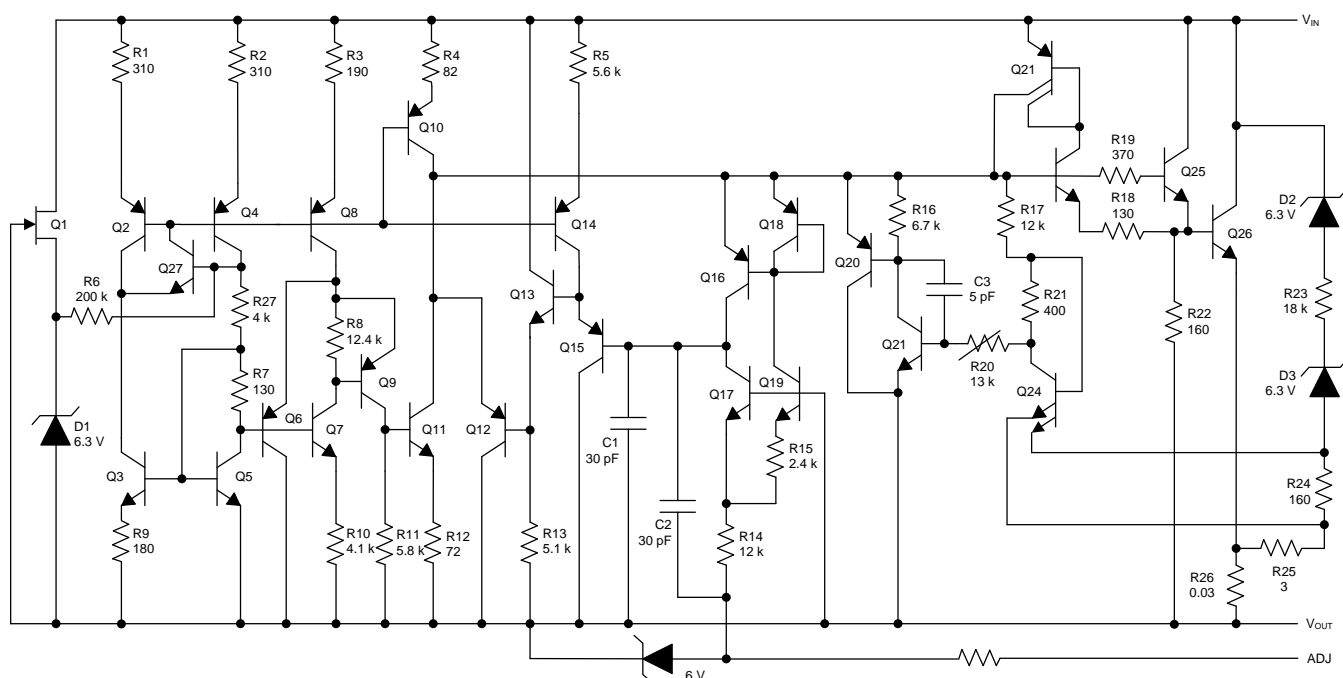 V_IN
R1
310
R2
310
R3
190
R4
82
R5
5.6 k
Q21
Q10
R19
370
Q25
R18
130
D2
6.3 V
Q1
Q2
Q4
Q8
Q14
R16
6.7 k
R17
12 k
Q18
Q26
Q27
Q20
Q16
R6
200 k
R27
4 k
Q13
C3
5 pF
R21
400
R23
18 k
R22
160
R8
12.4 k
Q15
Q21
R7
130
Q9
Q17
Q19
R20
13 k
Q24
D3
6.3 V
D1
6.3 V
Q6
Q7
Q11
Q12
C1
30 pF
R15
2.4 k
Q3
Q5
R24
160
C2
30 pF
R9
180
R10
4.1 k
R11
5.8 k
R12
72
R13
5.1 k
R14
12 k
R26
0.03
R25
3
V_OUT
6 V
ADJ